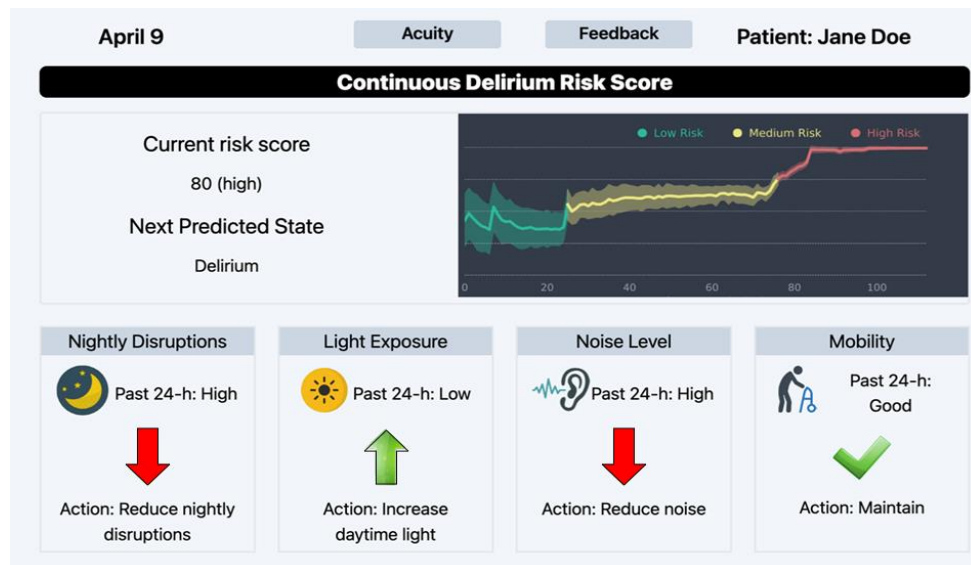 April 9
Acuity
Feedback
Patient: Jane Doe
Continuous Delirium Risk Score
Current risk score
80 (high)
Next Predicted State
Delirium
Low Risk
Medium Risk
High Risk
0 20 40 60 80 100
Nightly Disruptions
Past 24-h: High
Action: Reduce nightly
disruptions
Light Exposure
Past 24-h: Low
Action: Increase
daytime light
Noise Level
Past 24-h: High
Action: Reduce noise
Mobility
Past 24-h:
Good
Action: Maintain